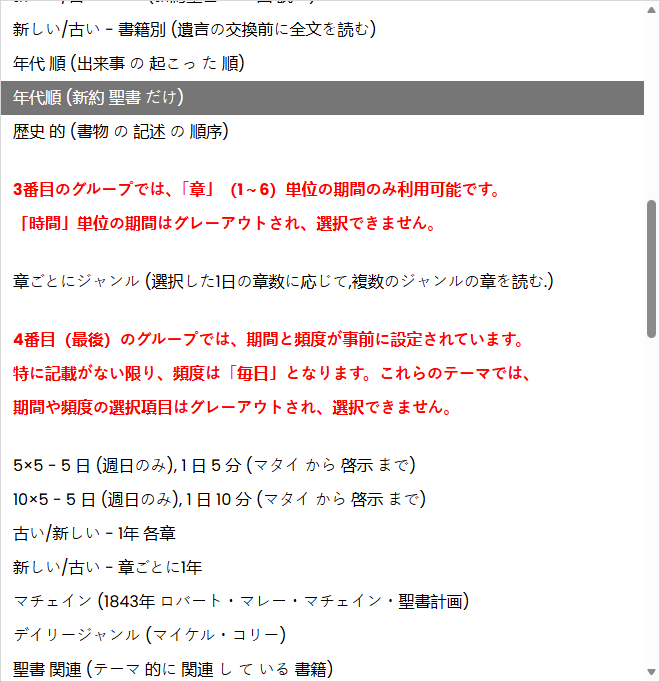 新しい/古い - 書籍別 (遺言の交換前に全文を読む)
年代 順 (出来事 の 起こっ た 順)
年代順 (新約 聖書 だけ)
歴史 的 (書物 の 記述 の 順序)
3番目のグループでは、「章」（1～6）単位の期間のみ利用可能です。
「時間」単位の期間はグレーアウトされ、選択できません。
章ごとにジャンル (選択した1日の章数に応じて,複数のジャンルの章を読む.)
4番目（最後）のグループでは、期間と頻度が事前に設定されています。
特に記載がない限り、頻度は「毎日」となります。これらのテーマでは、
期間や頻度の選択項目はグレーアウトされ、選択できません。
5×5 - 5 日 (週日のみ), 1 日 5 分 (マタイ から 啓示 まで)
10×5 - 5 日 (週日のみ), 1 日 10 分 (マタイ から 啓示 まで)
古い/新しい - 1年 各章
新しい/古い - 章ごとに1年
マチェイン (1843年 ロバート・マレー・マチェイン・聖書計画)
デイリージャンル (マイケル・コリー)
聖書 関連 (テーマ 的に 関連 し て いる 書籍)